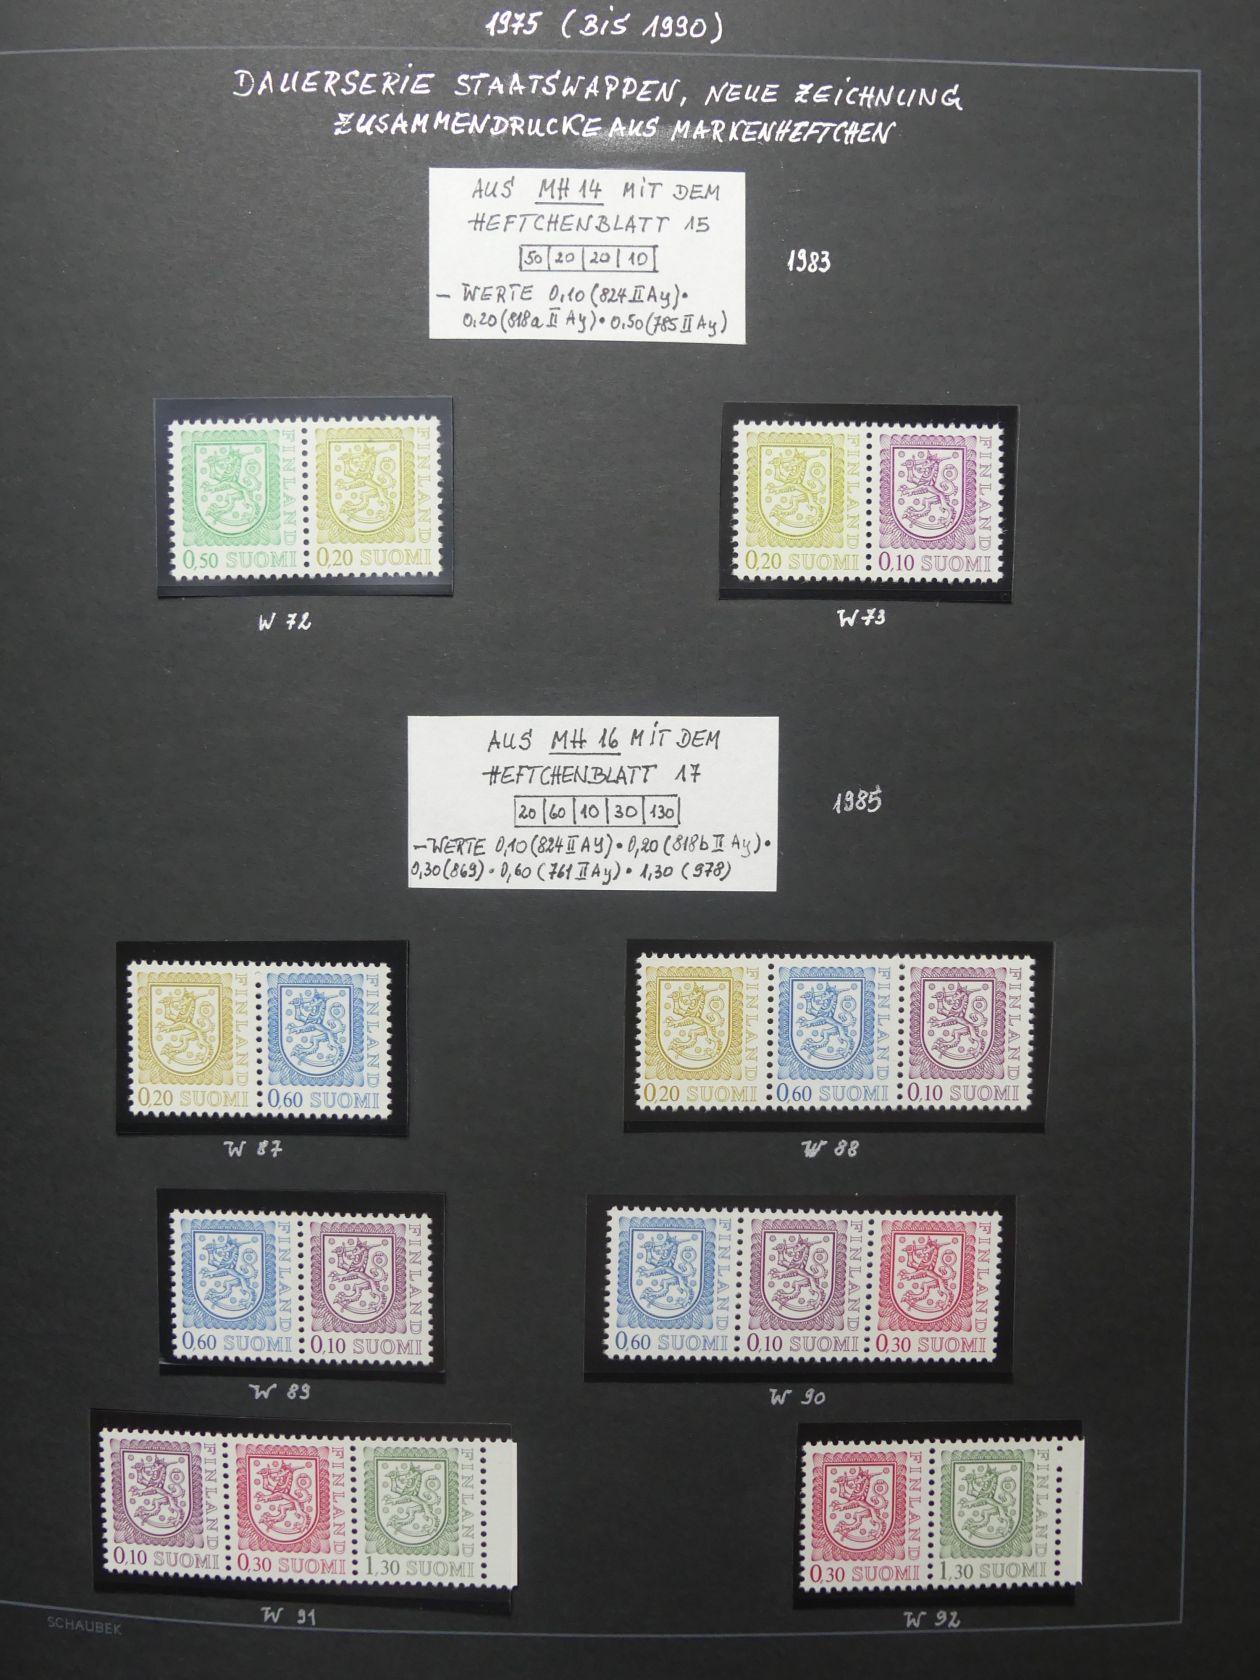 1975 (BIS 1990)
DAUERSERIE STAATSWAPPEN, NEUE ZEICHNUNG
ZUSAMMENDRUCKE AUS MARKENHEFTCHEN
AUS MH 14 MIT DEM
HEFTCHENBLATT 15
50 20 20 10
- WERTE 0,10 (824 II Ay) •
0,20 (818a II Ay) • 0,50 (785 II Ay)
1983
0,50 SUOMI FINLAND 0,20 SUOMI FINLAND
W 72
0,20 SUOMI FINLAND 0,10 SUOMI FINLAND
W 73
AUS MH 16 MIT DEM
HEFTCHENBLATT 17
20 60 10 30 130
- WERTE 0,10 (824 II Ay) • 0,20 (818b II Ay) •
0,30 (869) • 0,60 (761 II Ay) • 1,30 (978)
1985
0,20 SUOMI FINLAND 0,60 SUOMI FINLAND
W 87
0,20 SUOMI FINLAND 0,60 SUOMI FINLAND 0,10 SUOMI FINLAND
W 88
0,60 SUOMI FINLAND 0,10 SUOMI FINLAND
W 89
0,60 SUOMI FINLAND 0,10 SUOMI FINLAND 0,30 SUOMI FINLAND
W 90
0,10 SUOMI FINLAND 0,30 SUOMI FINLAND 1,30 SUOMI FINLAND
W 91
0,30 SUOMI FINLAND 1,30 SUOMI FINLAND
W 92
SCHAUBEK